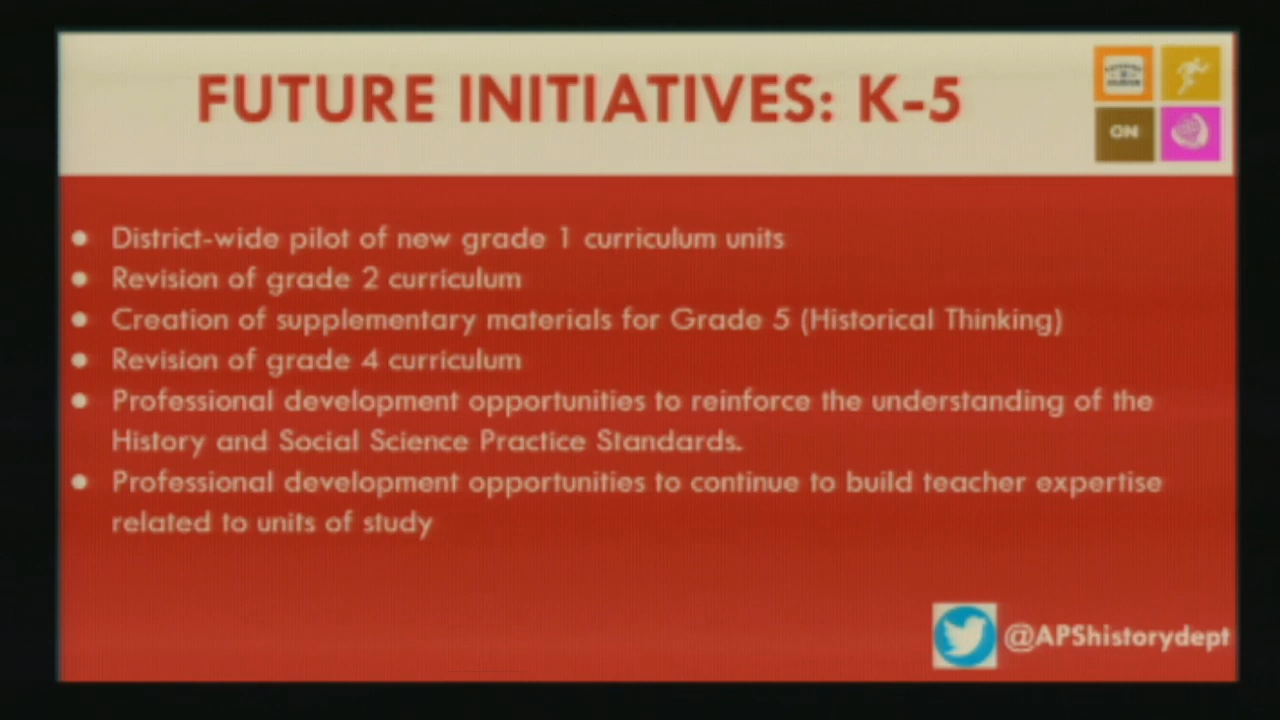 FUTURE INITIATIVES: K-5
ON
● District-wide pilot of new grade 1 curriculum units
● Revision of grade 2 curriculum
● Creation of supplementary materials for Grade 5 (Historical Thinking)
● Revision of grade 4 curriculum
● Professional development opportunities to reinforce the understanding of the
History and Social Science Practice Standards.
● Professional development opportunities to continue to build teacher expertise
related to units of study
@APShistorydept